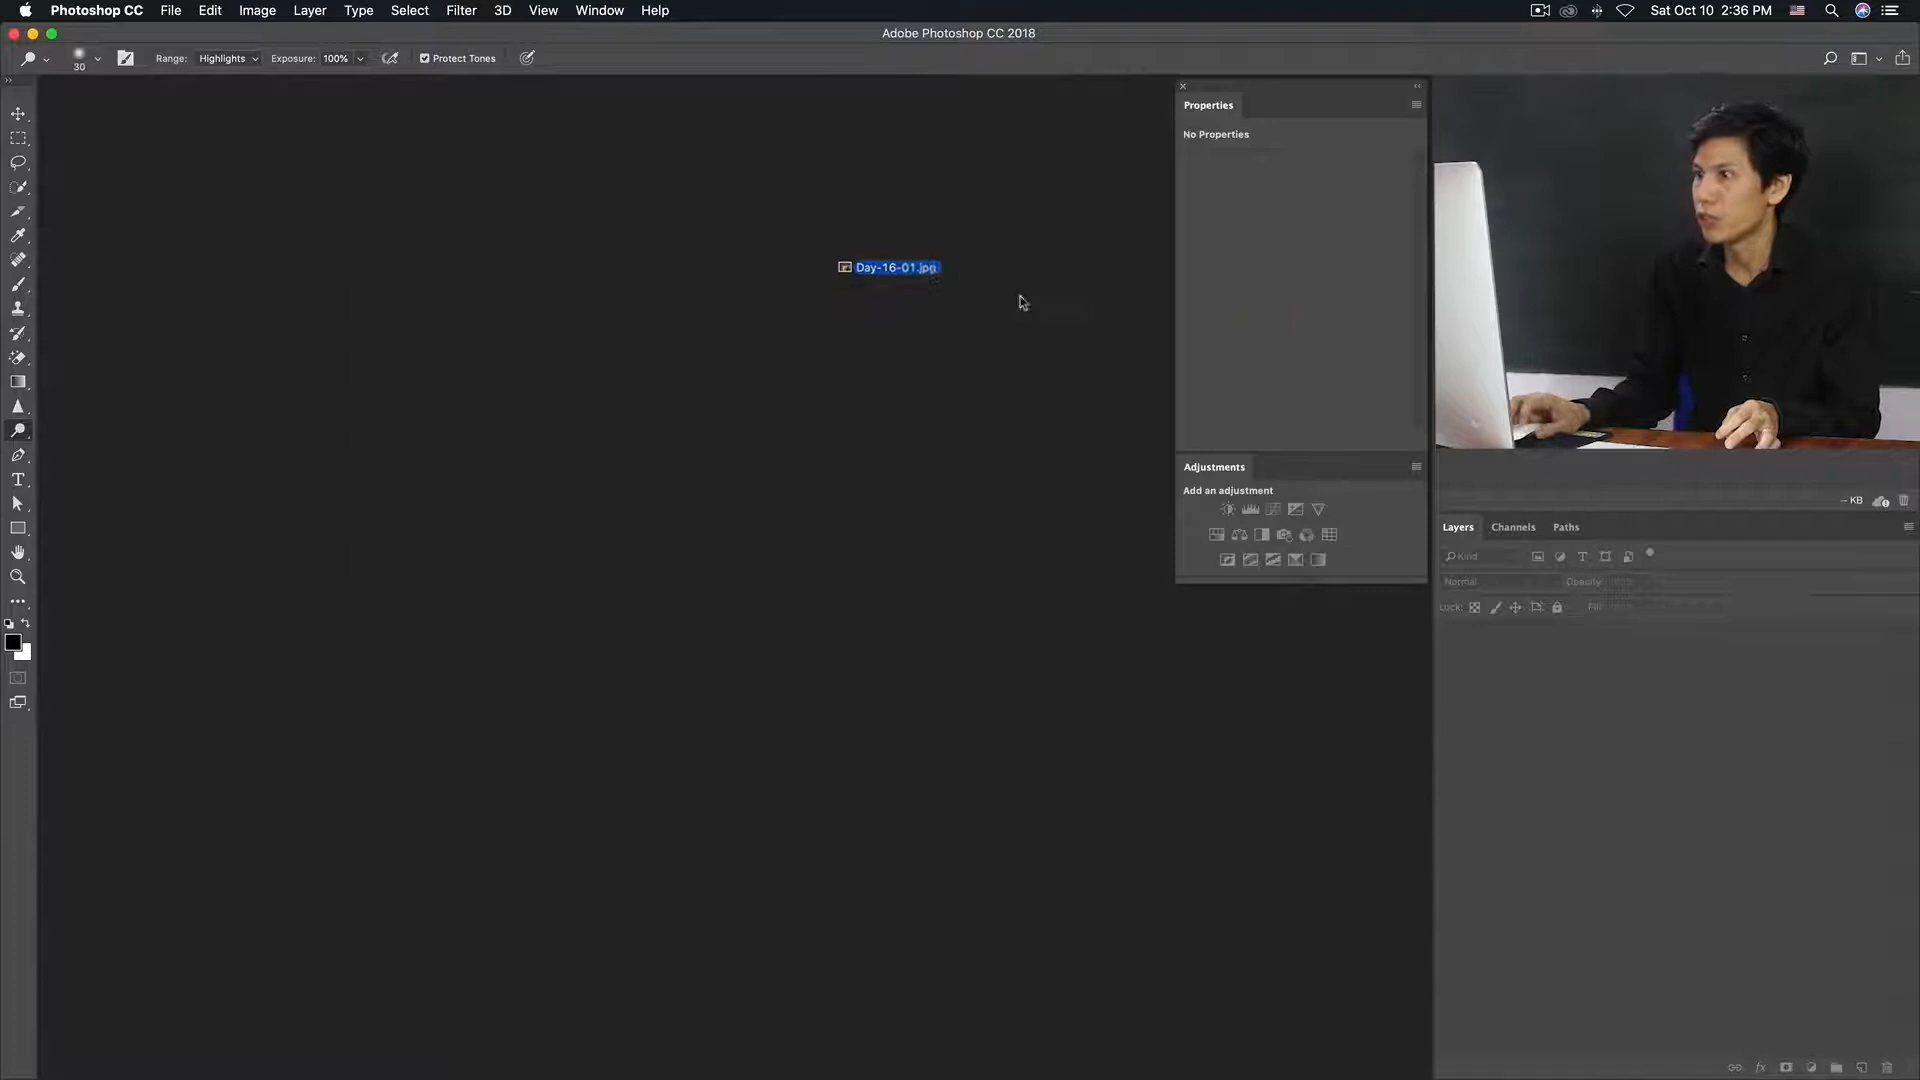 Photoshop CC File Edit Image Layer Type Select Filter 3D View Window Help Sat Oct 10 2:36 PM
Adobe Photoshop CC 2018
30 Range: Highlights Exposure: 100% Protect Tones
Properties
No Properties
Day-16-01.jpg
Adjustments
Add an adjustment
-- KB
Layers Channels Paths
Kind
Normal Opacity:
Lock: Fill:
T